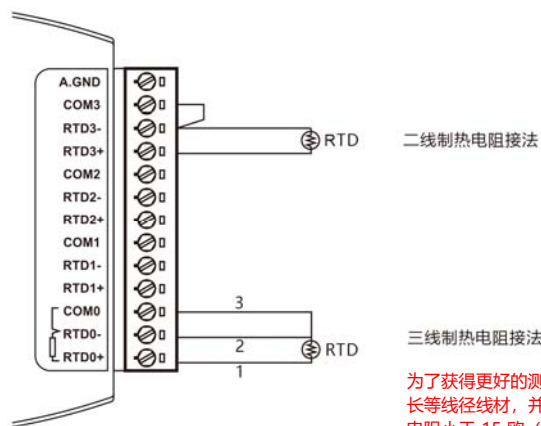 A.GND
COM3
RTD3-
RTD3+
COM2
RTD2-
RTD2+
COM1
RTD1-
RTD1+
COM0
RTD0-
RTD0+
RTD
二线制热电阻接法
3
2
1
RTD
三线制热电阻接法
为了获得更好的测
长等线径线材，并